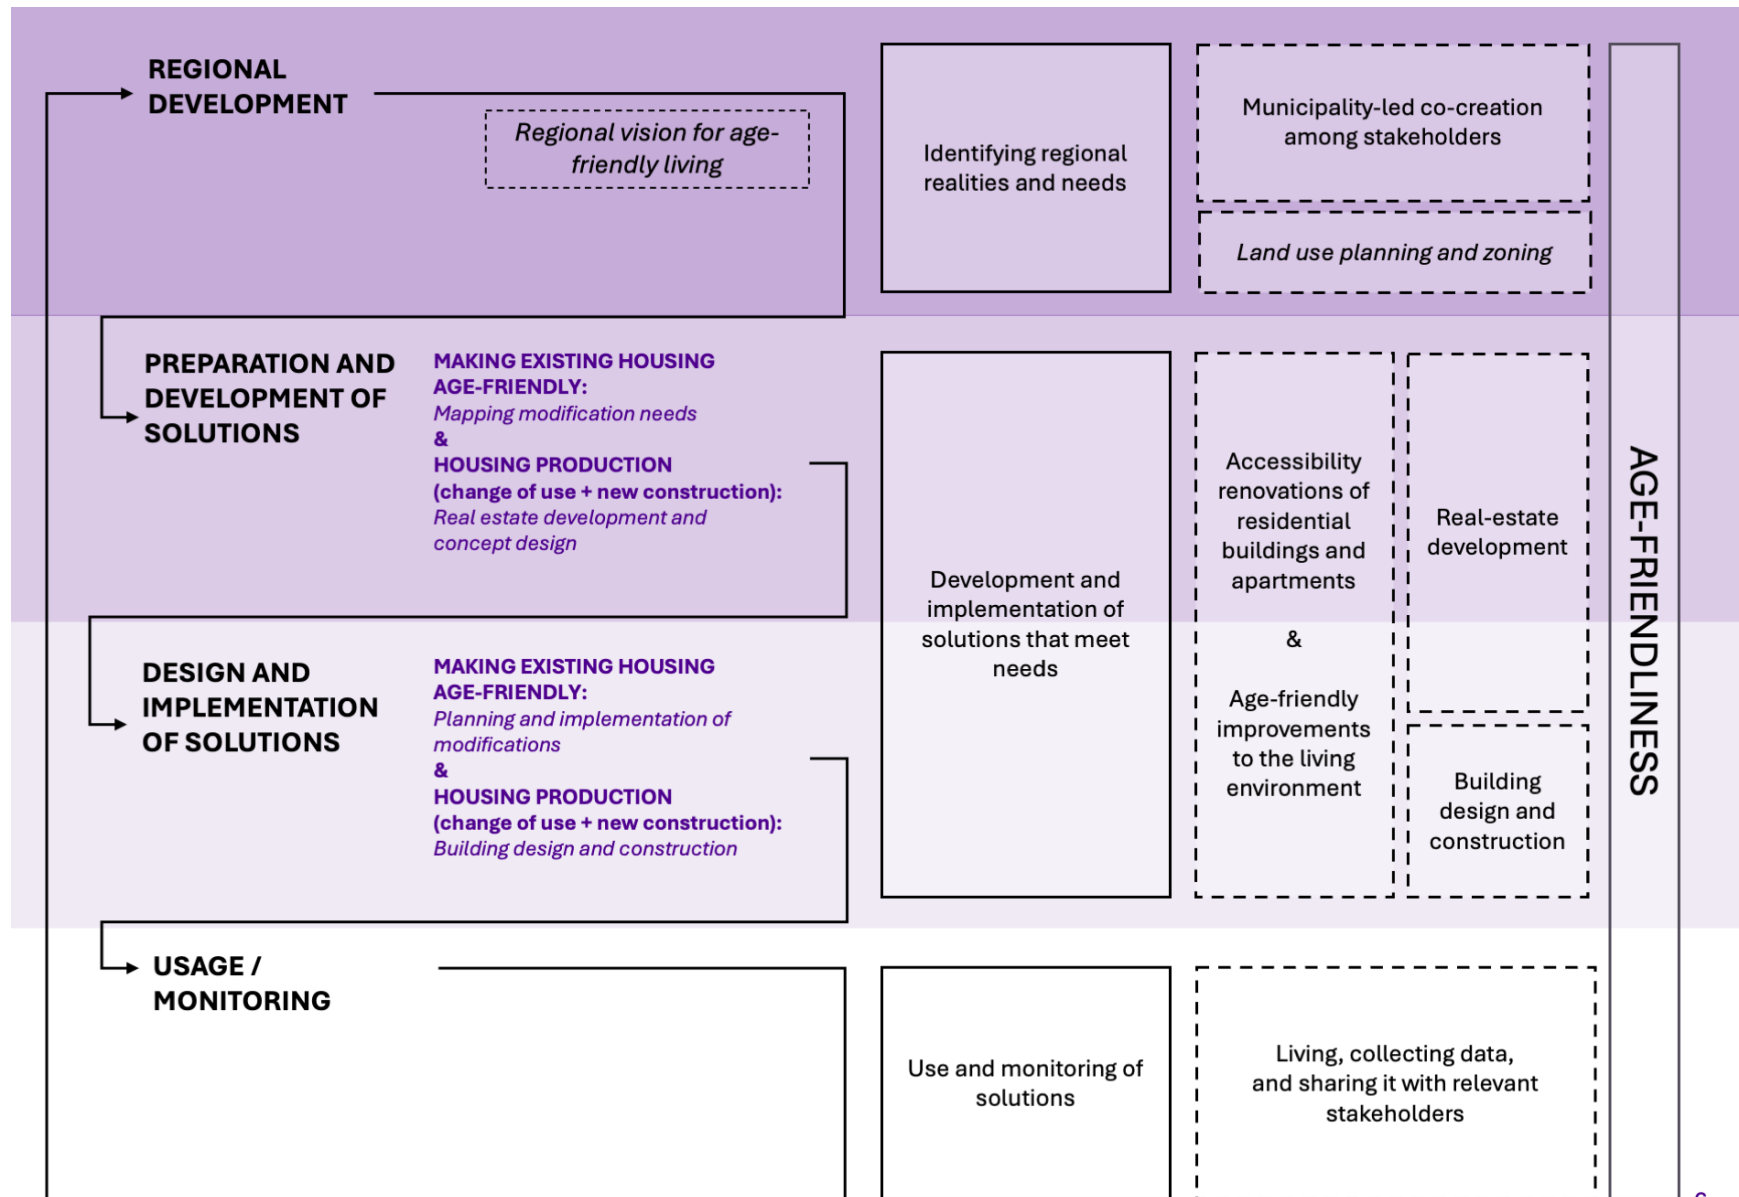 REGIONAL
DEVELOPMENT
Regional vision for age-
friendly living
Identifying regional
realities and needs
Municipality-led co-creation
among stakeholders
Land use planning and zoning
PREPARATION AND
DEVELOPMENT OF
SOLUTIONS
MAKING EXISTING HOUSING
AGE-FRIENDLY:
Mapping modification needs
&
HOUSING PRODUCTION
(change of use + new construction):
Real estate development and
concept design
DESIGN AND
IMPLEMENTATION
OF SOLUTIONS
MAKING EXISTING HOUSING
AGE-FRIENDLY:
Planning and implementation of
modifications
&
HOUSING PRODUCTION
(change of use + new construction):
Building design and construction
Development and
implementation of
solutions that meet
needs
Accessibility
renovations of
residential
buildings and
apartments
&
Age-friendly
improvements
to the living
environment
Real-estate
development
Building
design and
construction
USAGE /
MONITORING
Use and monitoring of
solutions
Living, collecting data,
and sharing it with relevant
stakeholders
AGE-FRIENDLINESS